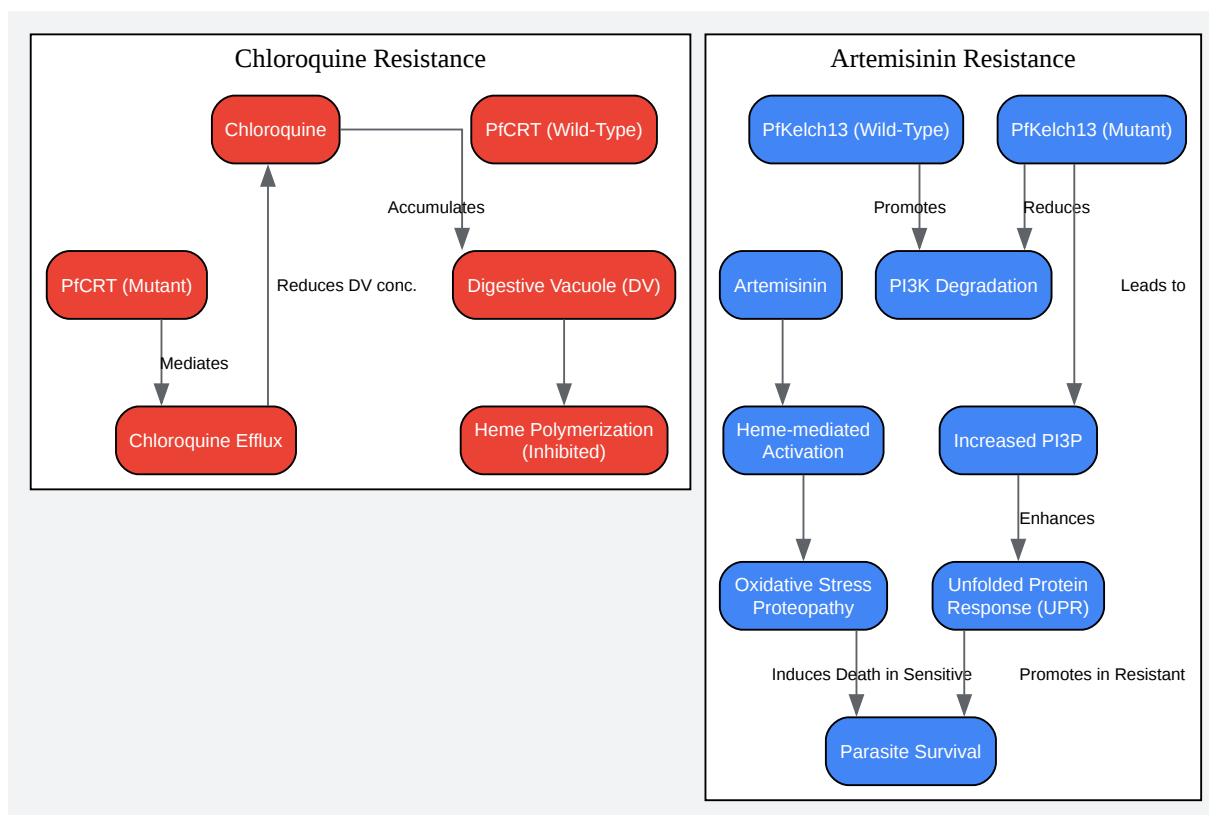 Chloroquine Resistance
Chloroquine
PfCRT (Wild-Type)
Accumulates
PfCRT (Mutant)
Reduces DV conc.
Digestive Vacuole (DV)
Mediates
Chloroquine Efflux
Heme Polymerization
(Inhibited)
Artemisinin Resistance
PfKelch13 (Wild-Type)
PfKelch13 (Mutant)
Promotes
Reduces
Artemisinin
PI3K Degradation
Leads to
Heme-mediated
Activation
Increased PI3P
Enhances
Oxidative Stress
Proteopathy
Unfolded Protein
Response (UPR)
Induces Death in Sensitive
Promotes in Resistant
Parasite Survival